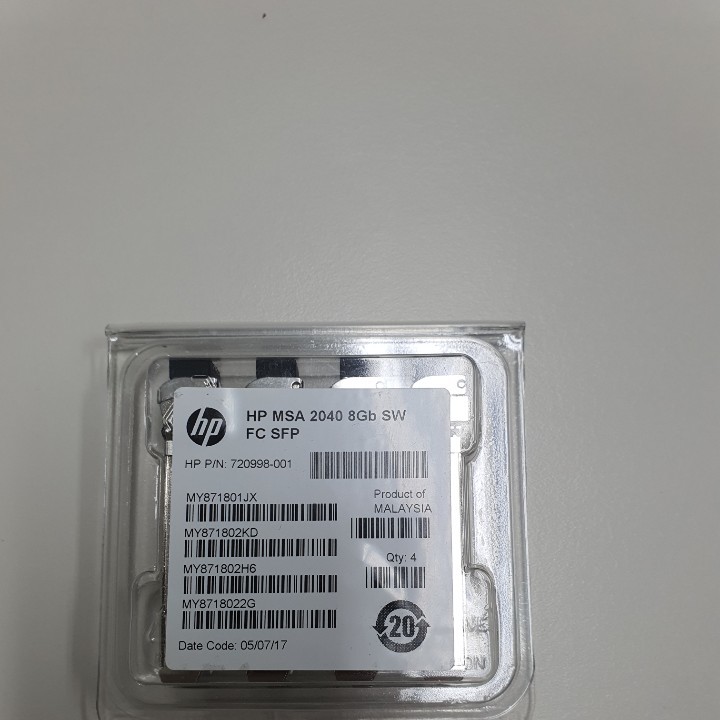 hp
HP MSA 2040 8Gb SW
FC SFP
HP P/N: 720998-001
MY871801JX
Product of
MALAYSIA
MY871802KD
MY871802H6
Qty: 4
MY8718022G
20
Date Code: 05/07/17